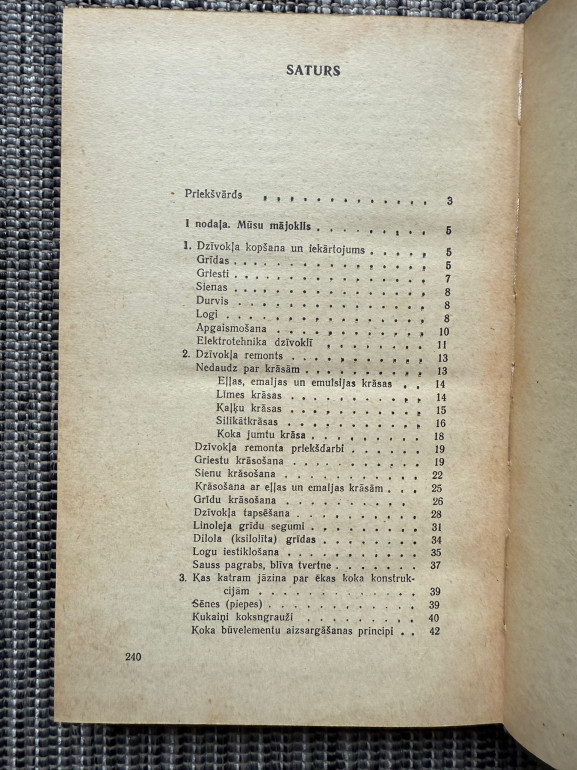 SATURS
Priekšvārds . . . . . . . . . . . . . 3
I nodaļa. Mūsu mājoklis . . . . . . . . . 5
1. Dzīvokļa kopšana un iekārtojums . . . . . 5
Grīdas . . . . . . . . . . . . . . . . 5
Griesti . . . . . . . . . . . . . . . . 7
Sienas . . . . . . . . . . . . . . . . 8
Durvis . . . . . . . . . . . . . . . . 8
Logi . . . . . . . . . . . . . . . . . 8
Apgaismošana . . . . . . . . . . . . . 10
Elektrotehnika dzīvoklī . . . . . . . . . 11
2. Dzīvokļa remonts . . . . . . . . . . . 13
Nedaudz par krāsām . . . . . . . . . . 13
Eļļas, emaljas un emulsijas krāsas . . 14
Līmes krāsas . . . . . . . . . . . 14
Kaļķu krāsas . . . . . . . . . . . 15
Silikātkrāsas . . . . . . . . . . . 16
Koka jumtu krāsa . . . . . . . . . 18
Dzīvokļa remonta priekšdarbi . . . . . . 19
Griestu krāsošana . . . . . . . . . . . 19
Sienu krāsošana . . . . . . . . . . . . 22
Krāsošana ar eļļas un emaljas krāsām . . . 25
Grīdu krāsošana . . . . . . . . . . . . 26
Dzīvokļa tapsēšana . . . . . . . . . . 28
Linoleja grīdu segumi . . . . . . . . . 31
Dilola (ksilolīta) grīdas . . . . . . . . 34
Logu iestiklošana . . . . . . . . . . . 35
Sauss pagrabs, blīva tvertne . . . . . . . 37
3. Kas katram jāzina par ēkas koka konstruk-
cijām . . . . . . . . . . . . . . . . 39
Sēnes (piepes) . . . . . . . . . . . . 39
Kukaiņi koksngrauži . . . . . . . . . . 40
Koka būvelementu aizsargāšanas principi . . 42
240